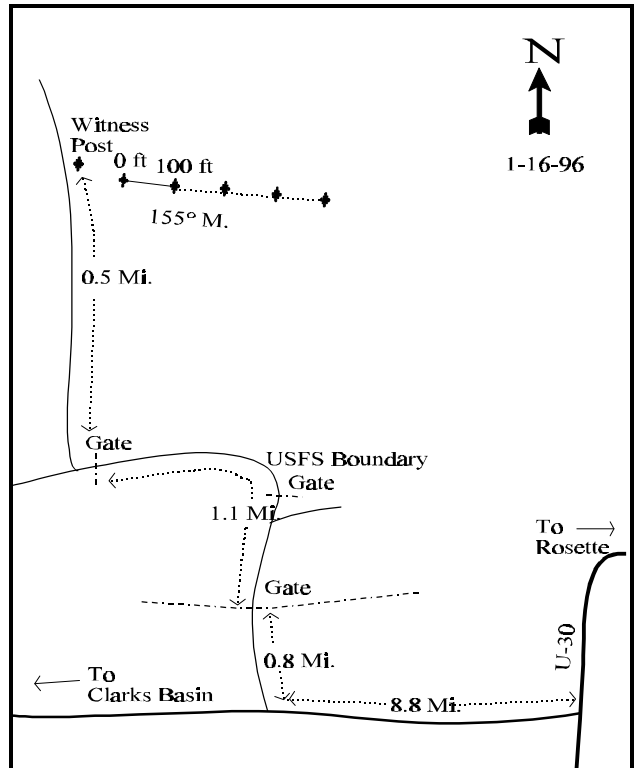 N
1-16-96
Witness
Post
0 ft 100 ft
155° M.
0.5 Mi.
Gate
USFS Boundary
Gate
1.1 Mi.
To
Rosette
Gate
U-30
0.8 Mi.
To
Clarks Basin
8.8 Mi.